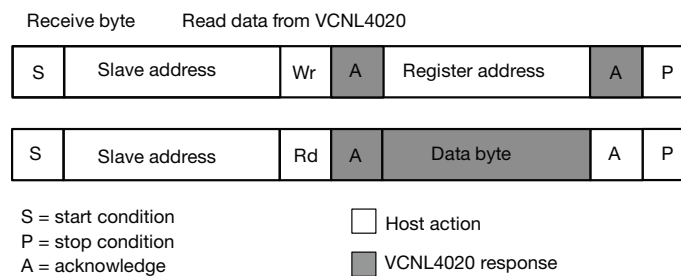 Receive byte Read data from VCNL4020
S Slave address Wr A Register address A P
S Slave address Rd A Data byte A P
S = start condition
P = stop condition
A = acknowledge
Host action
VCNL4020 response